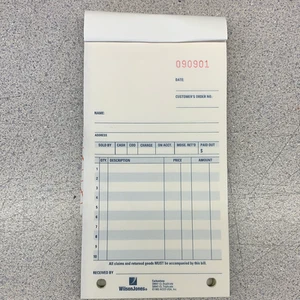 090901
DATE
CUSTOMER'S ORDER NO.
NAME
ADDRESS
SOLD BY CASH COD CHARGE ON ACCT. MDSE. RET'D PAID OUT
$
QTY. DESCRIPTION PRICE AMOUNT
1
2
3
4
5
6
7
8
9
10
All claims and returned goods MUST be accompanied by this bill.
RECEIVED BY
WilsonJones